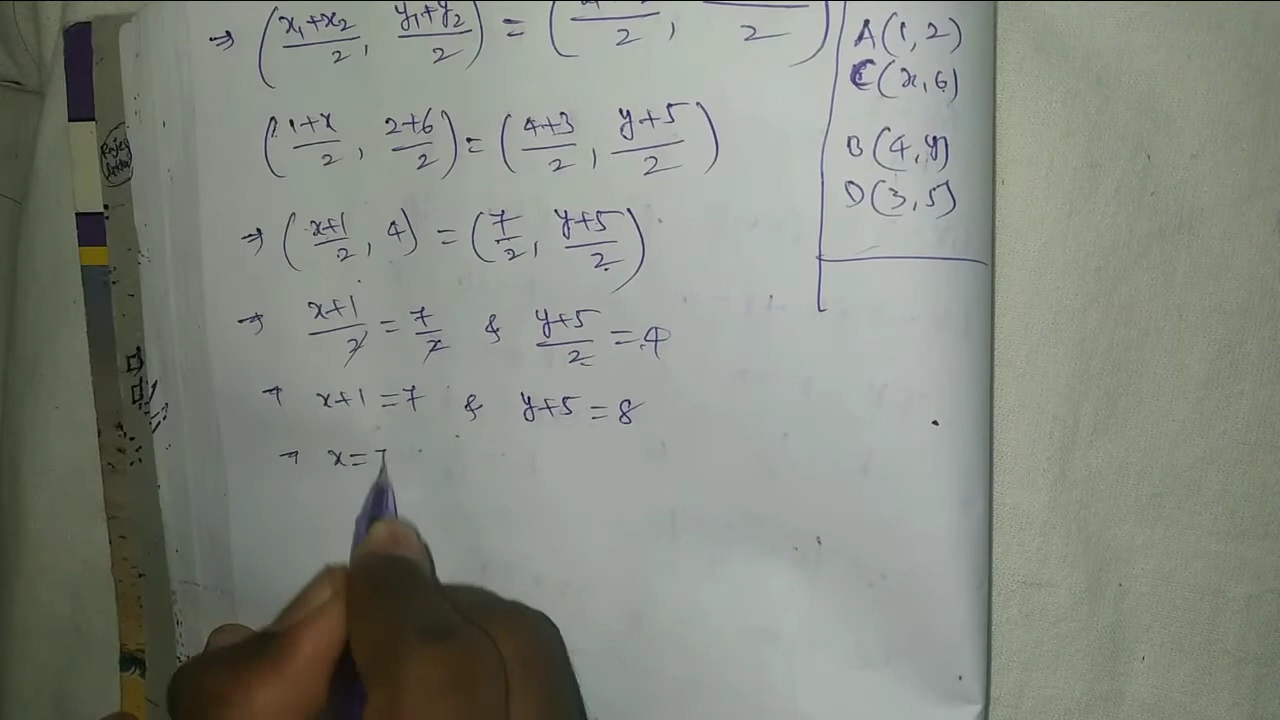 ⇒ (x₁+x₂/2, y₁+y₂/2) = ( /2, /2)
(1+x/2, 2+6/2) = (4+3/2, y+5/2)
⇒ (x+1/2, 4) = (7/2, y+5/2)
⇒ x+1/2 = 7/2 & y+5/2 = 4
⇒ x+1 = 7 & y+5 = 8
⇒ x = 7
A(1, 2)
C(x, 6)
B(4, y)
D(3, 5)